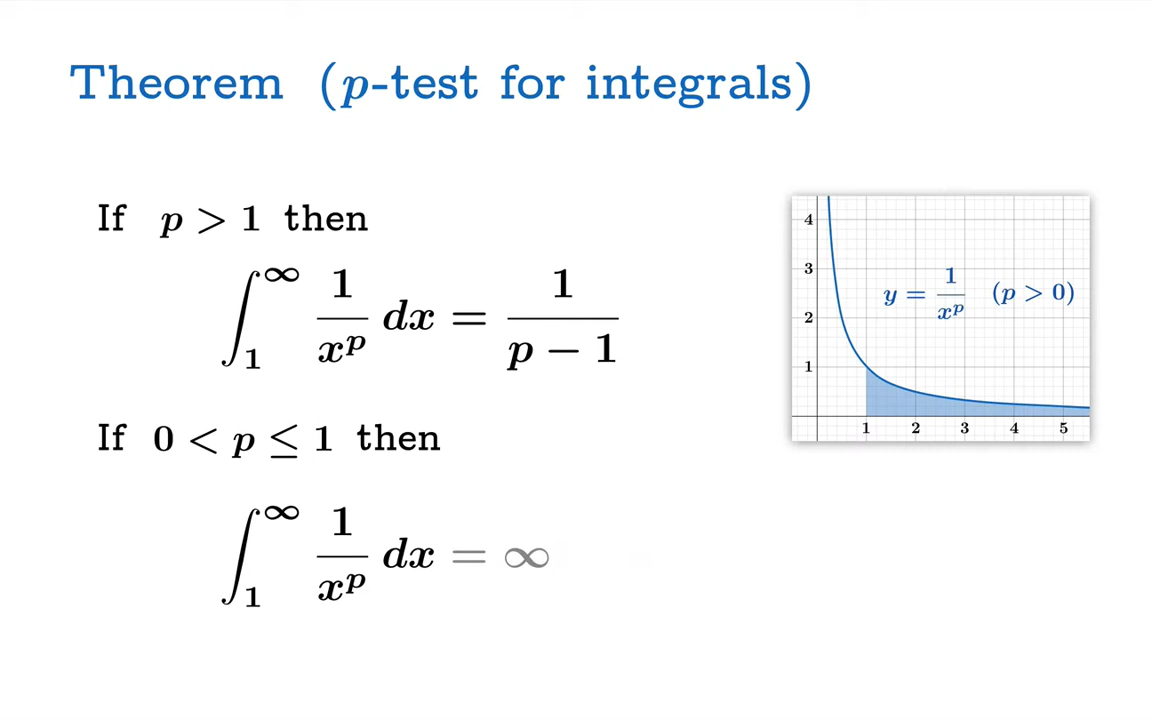 Theorem (p-test for integrals)
If p > 1 then
∫₁^∞ 1/x^p dx = 1/(p − 1)
If 0 < p ≤ 1 then
∫₁^∞ 1/x^p dx = ∞
4
3
2
1
y = 1/x^p (p > 0)
1 2 3 4 5